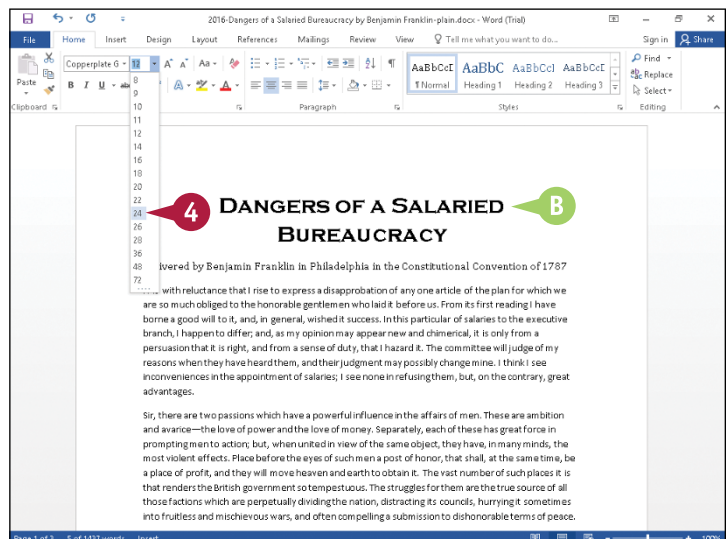 2016-Dangers of a Salaried Bureaucracy by Benjamin Franklin-plain.docx - Word (Trial)
File Home Insert Design Layout References Mailings Review View Tell me what you want to do... Sign in Share
Paste
Clipboard
Copperplate G 12 A A Aa
B I U abc A A
Paragraph
AaBbCcE AaBbC AaBbCcl AaBbCcE
¶ Normal Heading 1 Heading 2 Heading 3
Styles
Find
Replace
Select
Editing
8
9
10
11
12
14
16
18
20
22
24
26
28
36
48
72
4
B
Dangers of a Salaried
Bureaucracy
ivered by Benjamin Franklin in Philadelphia in the Constitutional Convention of 1787
with reluctance that I rise to express a disapprobation of any one article of the plan for which we
are so much obliged to the honorable gentlemen who laid it before us. From its first reading I have
borne a good will to it, and, in general, wished it success. In this particular of salaries to the executive
branch, I happen to differ; and, as my opinion may appear new and chimerical, it is only from a
persuasion that it is right, and from a sense of duty, that I hazard it. The committee will judge of my
reasons when they have heard them, and their judgment may possibly change mine. I think I see
inconveniences in the appointment of salaries; I see none in refusing them, but, on the contrary, great
advantages.
Sir, there are two passions which have a powerful influence in the affairs of men. These are ambition
and avarice—the love of power and the love of money. Separately, each of these has great force in
prompting men to action; but, when united in view of the same object, they have, in many minds, the
most violent effects. Place before the eyes of such men a post of honor, that shall, at the same time, be
a place of profit, and they will move heaven and earth to obtain it. The vast number of such places it is
that renders the British government so tempestuous. The struggles for them are the true source of all
those factions which are perpetually dividing the nation, distracting its councils, hurrying it sometimes
into fruitless and mischievous wars, and often compelling a submission to dishonorable terms of peace.
Page 1 of 3 5 of 1437 words Insert 100%